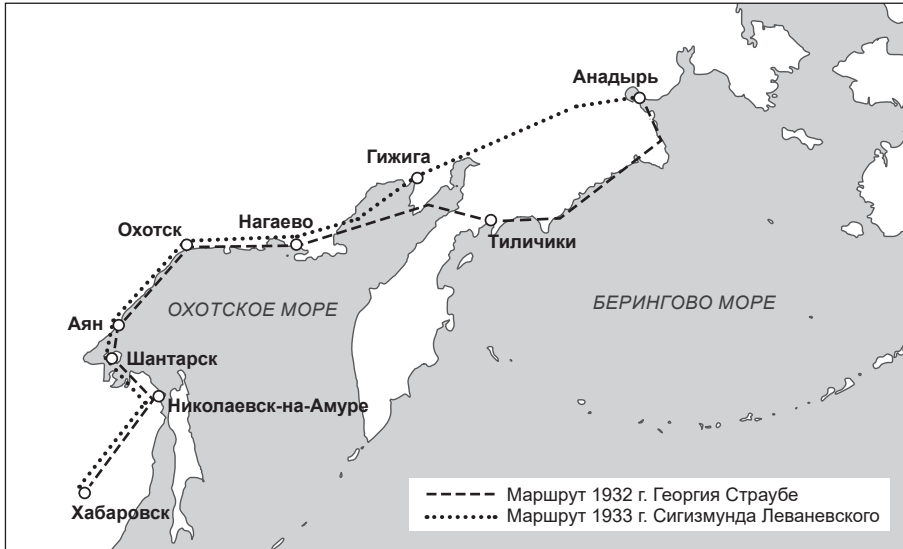 Анадырь
Гижига
Нагаево
Охотск
Тиличики
ОХОТСКОЕ МОРЕ
БЕРИНГОВО МОРЕ
Аян
Шантарск
Николаевск-на-Амуре
Хабаровск
Маршрут 1932 г. Георгия Страубе
Маршрут 1933 г. Сигизмунда Леваневского